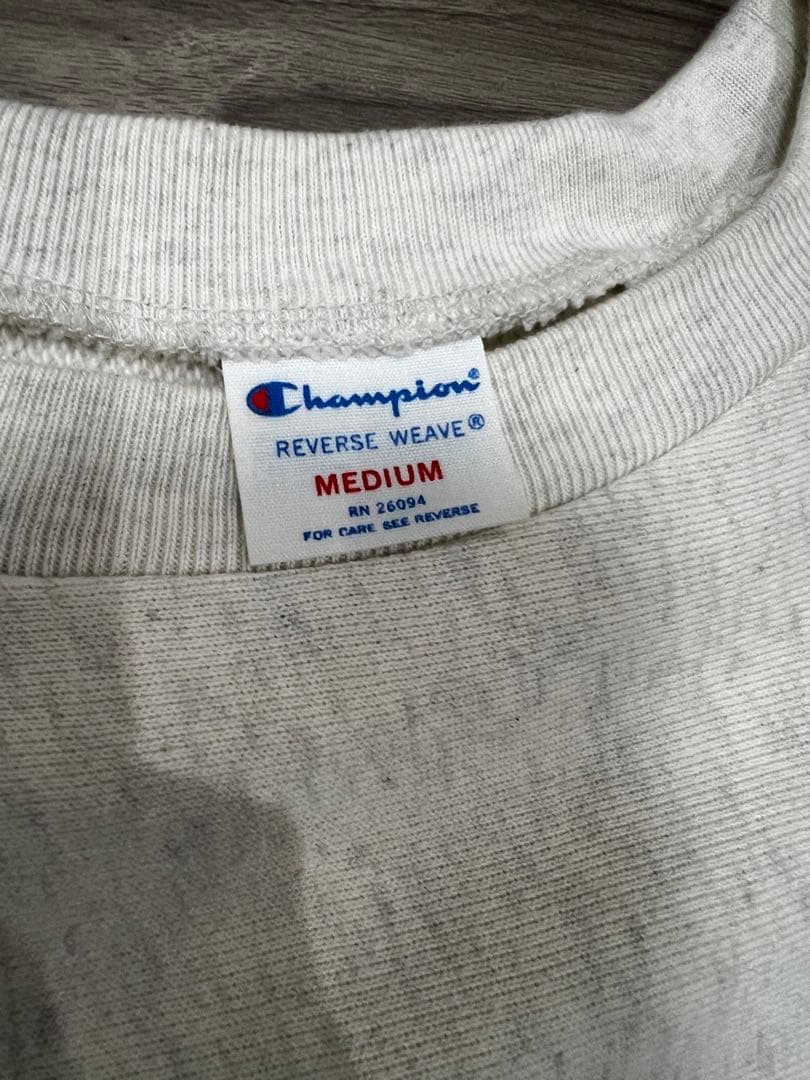 Champion®
REVERSE WEAVE®
MEDIUM
RN 26094
FOR CARE SEE REVERSE